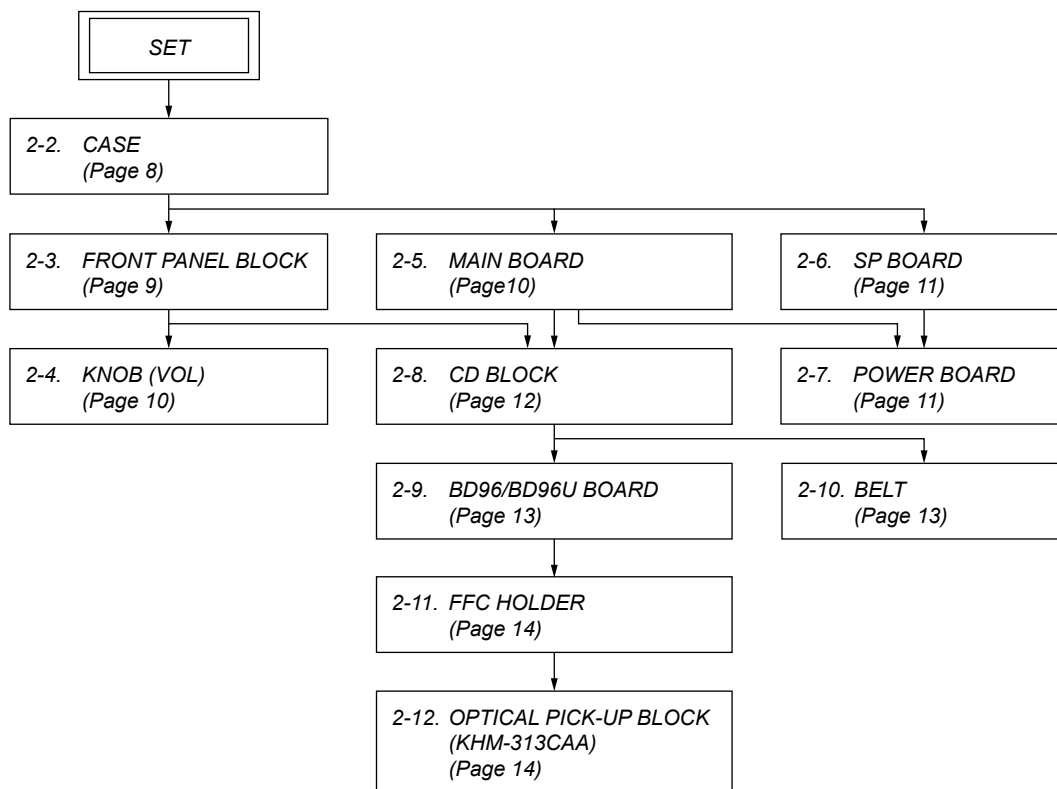 SET
2-2. CASE
(Page 8)
2-3. FRONT PANEL BLOCK
(Page 9)
2-5. MAIN BOARD
(Page10)
2-6. SP BOARD
(Page 11)
2-4. KNOB (VOL)
(Page 10)
2-8. CD BLOCK
(Page 12)
2-7. POWER BOARD
(Page 11)
2-9. BD96/BD96U BOARD
(Page 13)
2-10. BELT
(Page 13)
2-11. FFC HOLDER
(Page 14)
2-12. OPTICAL PICK-UP BLOCK
(KHM-313CAA)
(Page 14)